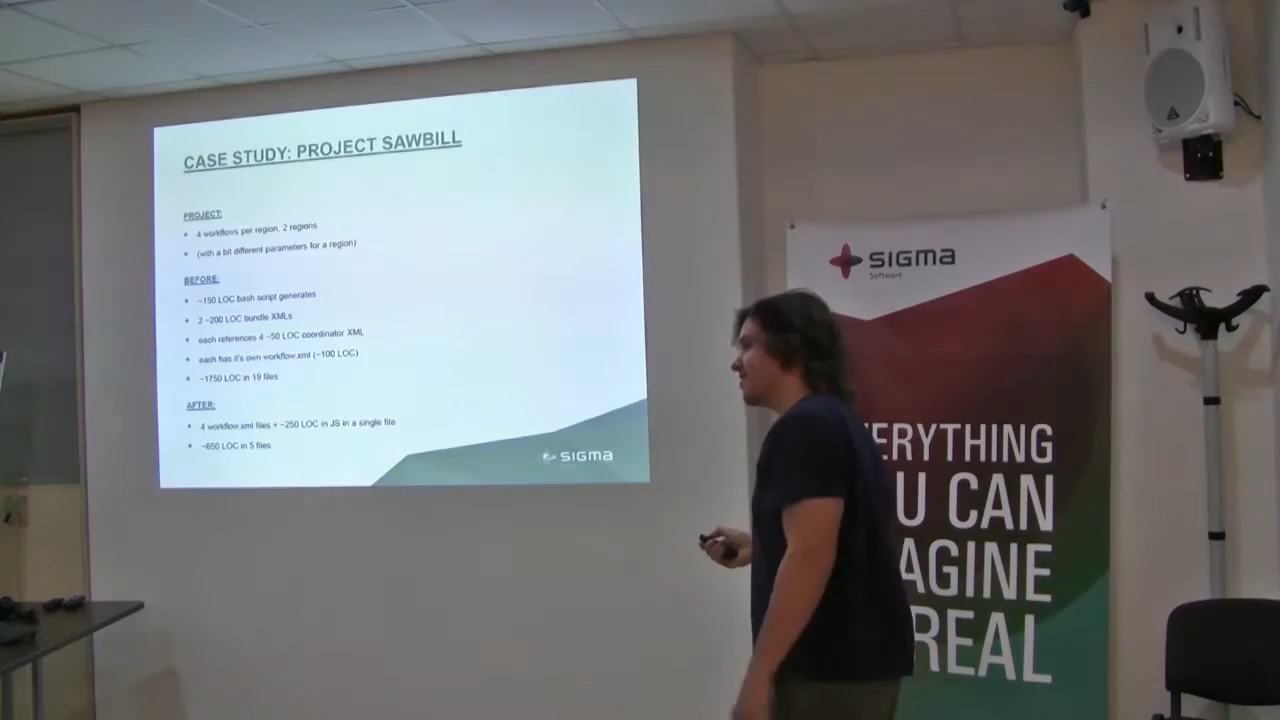 CASE STUDY: PROJECT SAWBILL
PROJECT:
• 4 workflows per region, 2 regions
• (with a bit different parameters for a region)
BEFORE:
• ~150 LOC bash script generates
• 2 ~200 LOC bundle XMLs
• each references 4 ~50 LOC coordinator XML
• each has it's own workflow.xml (~100 LOC)
• ~1750 LOC in 19 files
AFTER:
• 4 workflow.xml files + ~250 LOC in JS in a single file
• ~650 LOC in 5 files
SIGMA
SIGMA
Software
ERYTHING
U CAN
AGINE
REAL